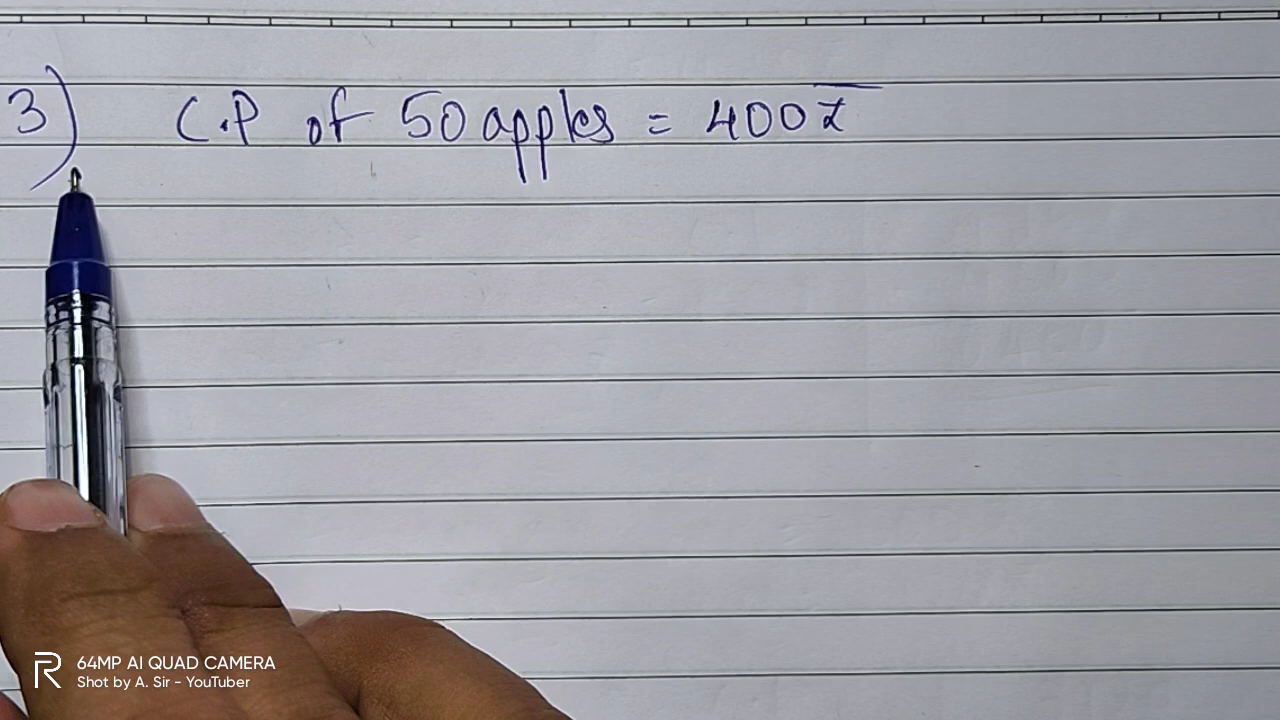 3) C.P of 50 apples = 400₹
64MP AI QUAD CAMERA
Shot by A. Sir - YouTuber